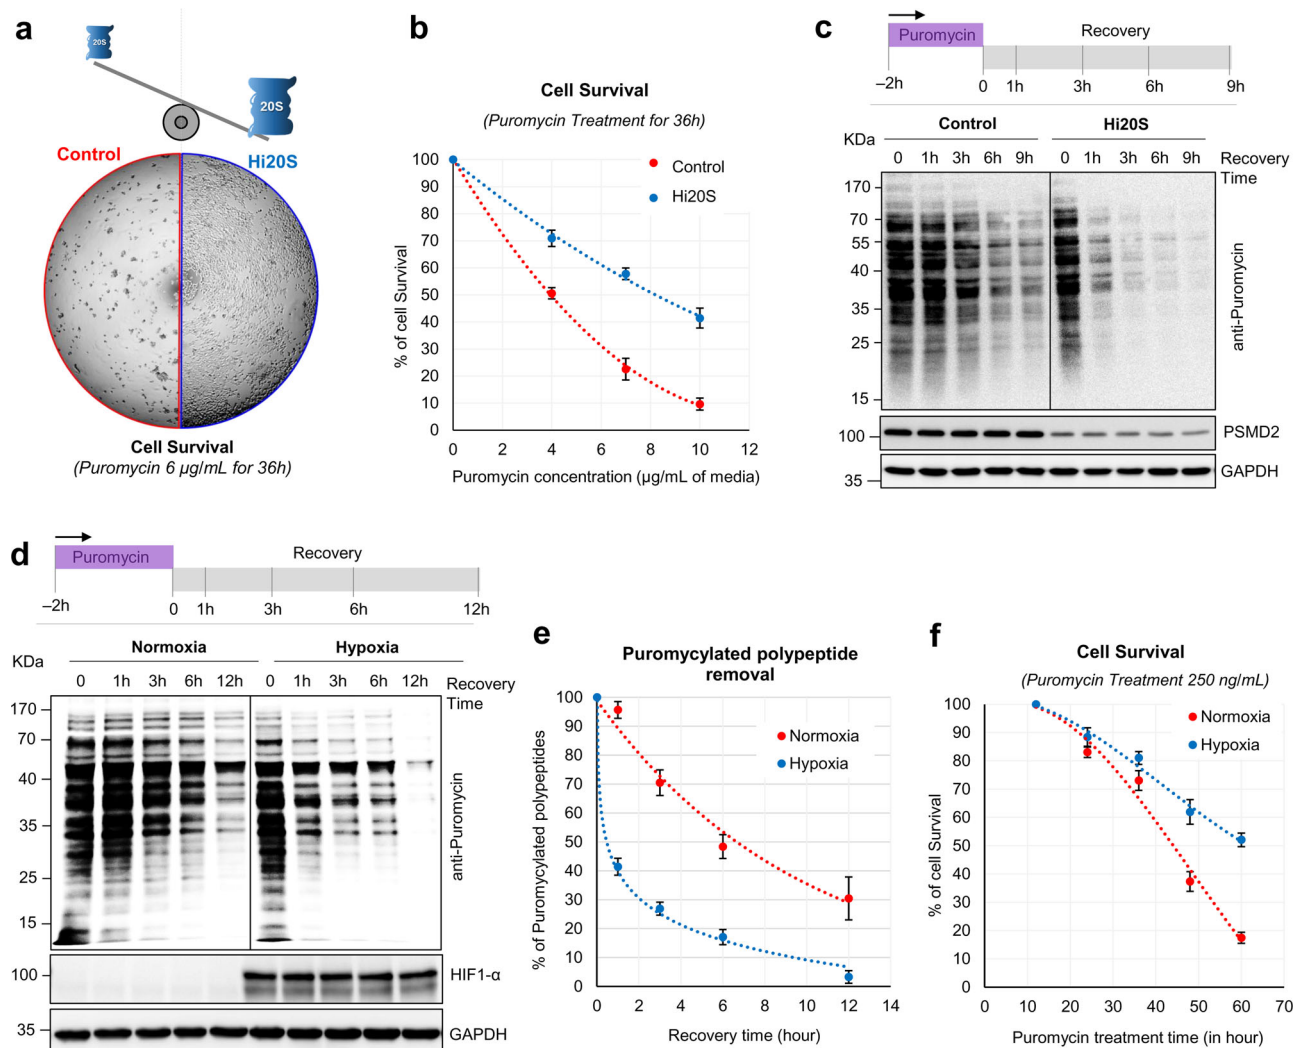 a
20S
20S
Control
Hi20S
Cell Survival
(Puromycin 6 µg/mL for 36h)
b
Cell Survival
(Puromycin Treatment for 36h)
Control
Hi20S
% of cell Survival
100
90
80
70
60
50
40
30
20
10
0
0 2 4 6 8 10 12
Puromycin concentration (µg/mL of media)
c
Puromycin
Recovery
–2h 0 1h 3h 6h 9h
KDa
Control Hi20S
0 1h 3h 6h 9h 0 1h 3h 6h 9h
Recovery
Time
170
70
55
40
35
25
15
anti-Puromycin
100
PSMD2
35
GAPDH
d
Puromycin
Recovery
–2h 0 1h 3h 6h 12h
KDa
Normoxia Hypoxia
0 1h 3h 6h 12h 0 1h 3h 6h 12h
Recovery
Time
170
70
40
35
25
15
anti-Puromycin
100
HIF1-α
35
GAPDH
e
Puromycylated polypeptide
removal
Normoxia
Hypoxia
% of Puromycylated polypeptides
100
90
80
70
60
50
40
30
20
10
0
0 2 4 6 8 10 12 14
Recovery time (hour)
f
Cell Survival
(Puromycin Treatment 250 ng/mL)
Normoxia
Hypoxia
% of cell Survival
100
90
80
70
60
50
40
30
20
10
0
0 10 20 30 40 50 60 70
Puromycin treatment time (in hour)